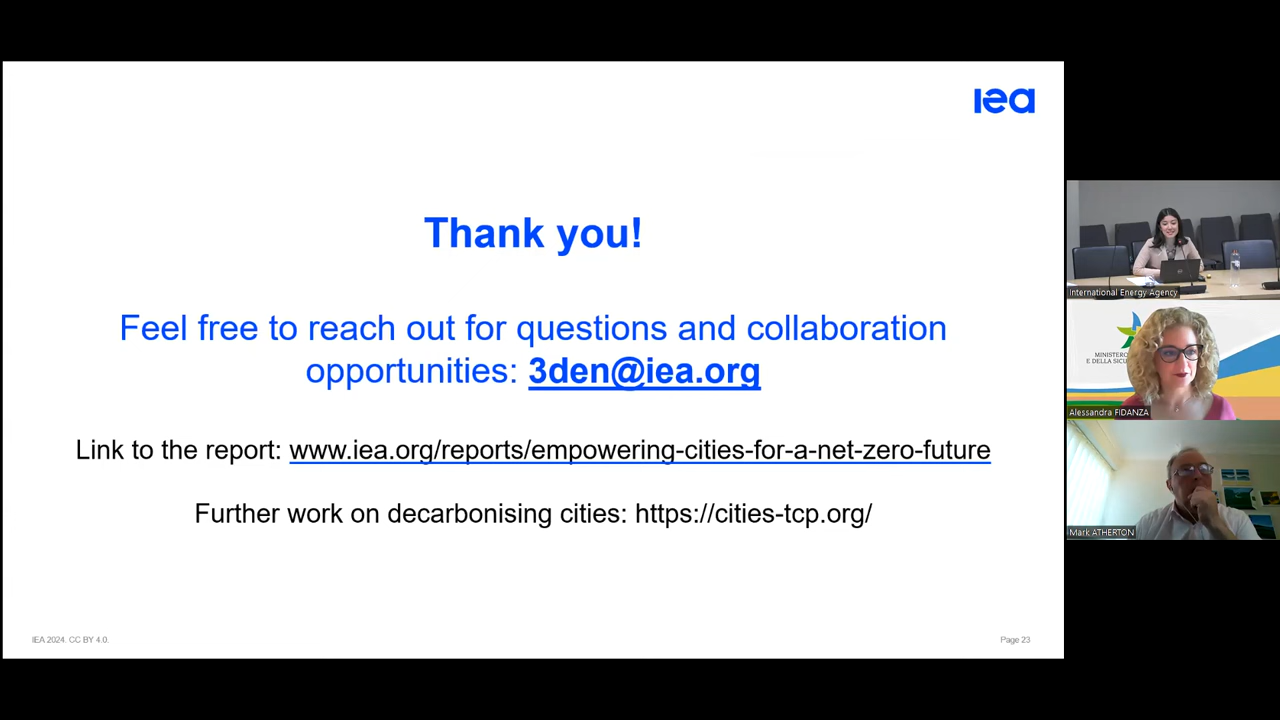 iea
Thank you!
Feel free to reach out for questions and collaboration
opportunities: 3den@iea.org
Link to the report: www.iea.org/reports/empowering-cities-for-a-net-zero-future
Further work on decarbonising cities: https://cities-tcp.org/
IEA 2024. CC BY 4.0.
Page 23
International Energy Agency
MINISTERO
E DELLA SICU
Alessandra FIDANZA
Mark ATHERTON